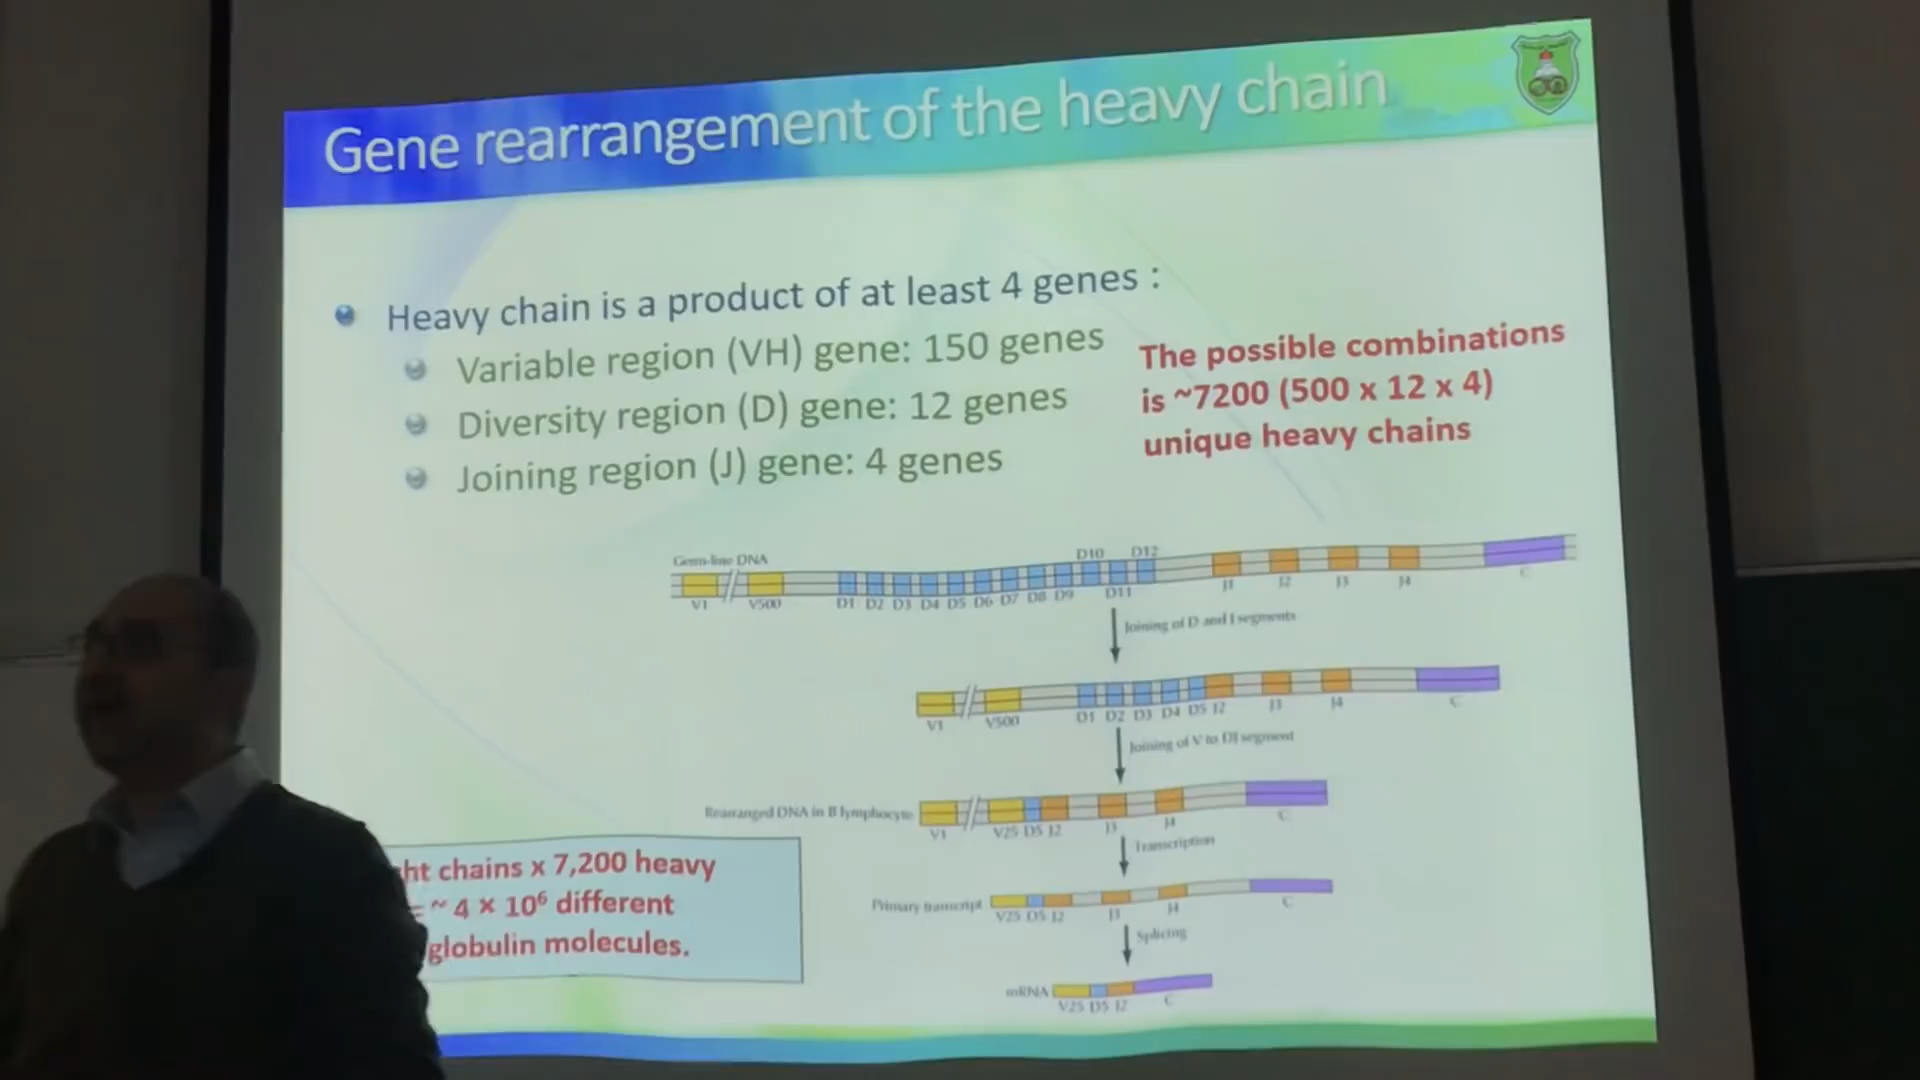 Gene rearrangement of the heavy chain
Heavy chain is a product of at least 4 genes :
Variable region (VH) gene: 150 genes
Diversity region (D) gene: 12 genes
Joining region (J) gene: 4 genes
The possible combinations
is ~7200 (500 x 12 x 4)
unique heavy chains
Germ-line DNA
D10 D12
V1 V500 D1 D2 D3 D4 D5 D6 D7 D8 D9 D11 J1 J2 J3 J4 C
Joining of D and J segments
V1 V500 D1 D2 D3 D4 D5 J2 J3 J4 C
Joining of V to DJ segment
Rearranged DNA in B lymphocyte
V1 V25 D5 J2 J3 J4 C
Transcription
Primary transcript
V25 D5 J2 J3 J4 C
Splicing
mRNA
V25 D5 J2 C
ht chains x 7,200 heavy
= ~ 4 × 10⁶ different
globulin molecules.